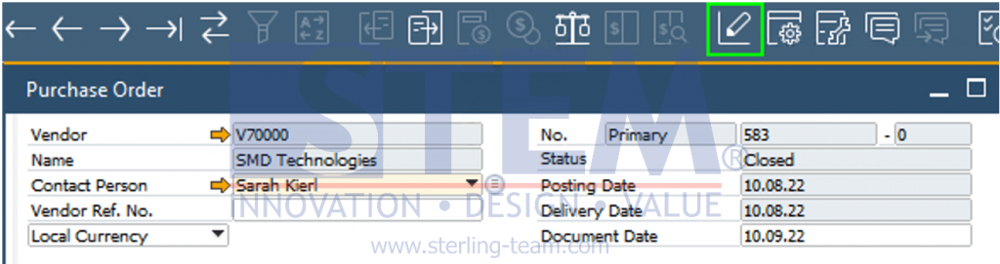 Purchase Order
Vendor V70000 No. Primary 583 - 0
Name SMD Technologies Status Closed
Contact Person Sarah Kierl Posting Date 10.08.22
Vendor Ref. No. Delivery Date 10.08.22
Local Currency Document Date 10.09.22
STEM®
INNOVATION • DESIGN • VALUE
www.sterling-team.com